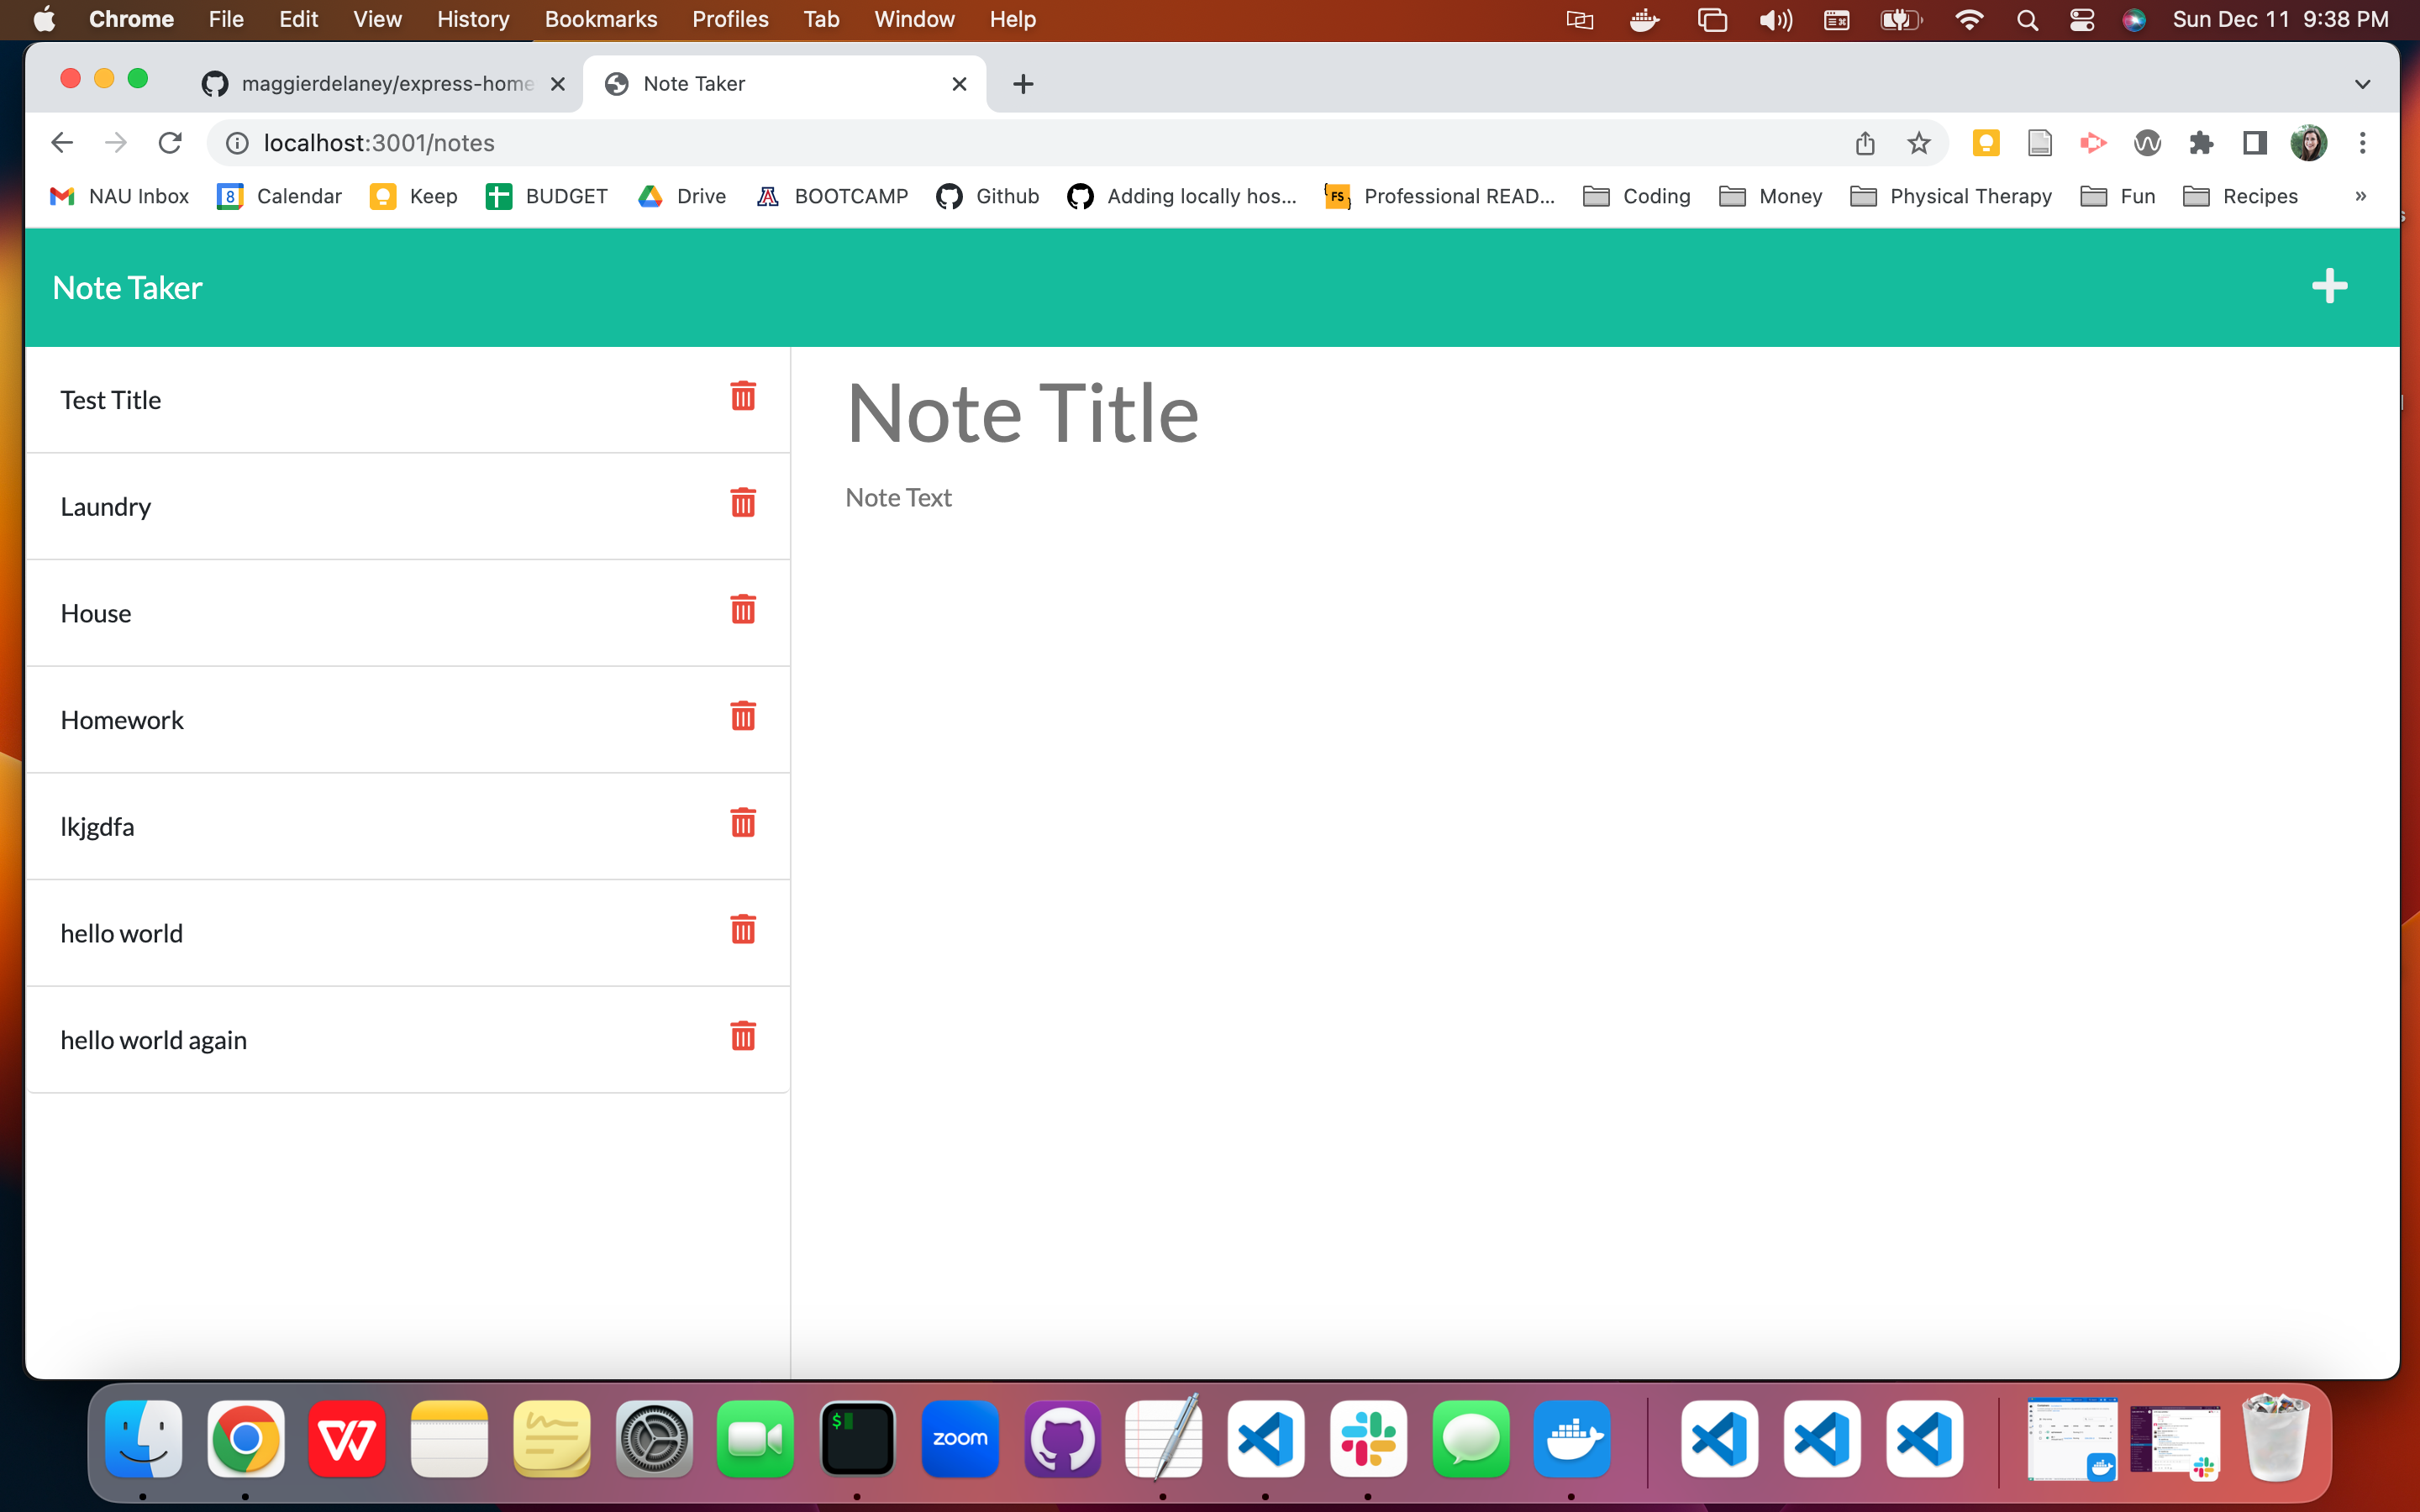 Chrome File Edit View History Bookmarks Profiles Tab Window Help Sun Dec 11 9:38 PM
maggierdelaney/express-home Note Taker
localhost:3001/notes
NAU Inbox 8 Calendar Keep BUDGET Drive BOOTCAMP Github Adding locally hos... FS Professional READ... Coding Money Physical Therapy Fun Recipes »
Note Taker
Test Title
Laundry
House
Homework
lkjgdfa
hello world
hello world again
Note Title
Note Text
$
zoom